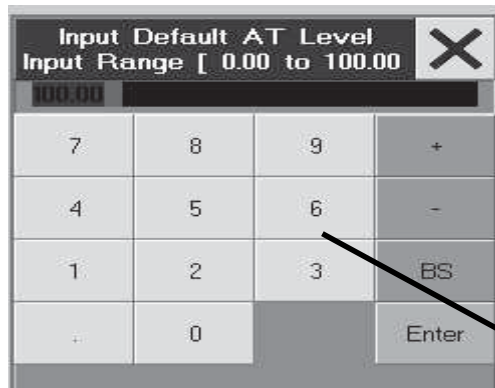 Input Default AT Level
Input Range [ 0.00 to 100.00
100.00
7 8 9 +
4 5 6 -
1 2 3 BS
. 0 Enter